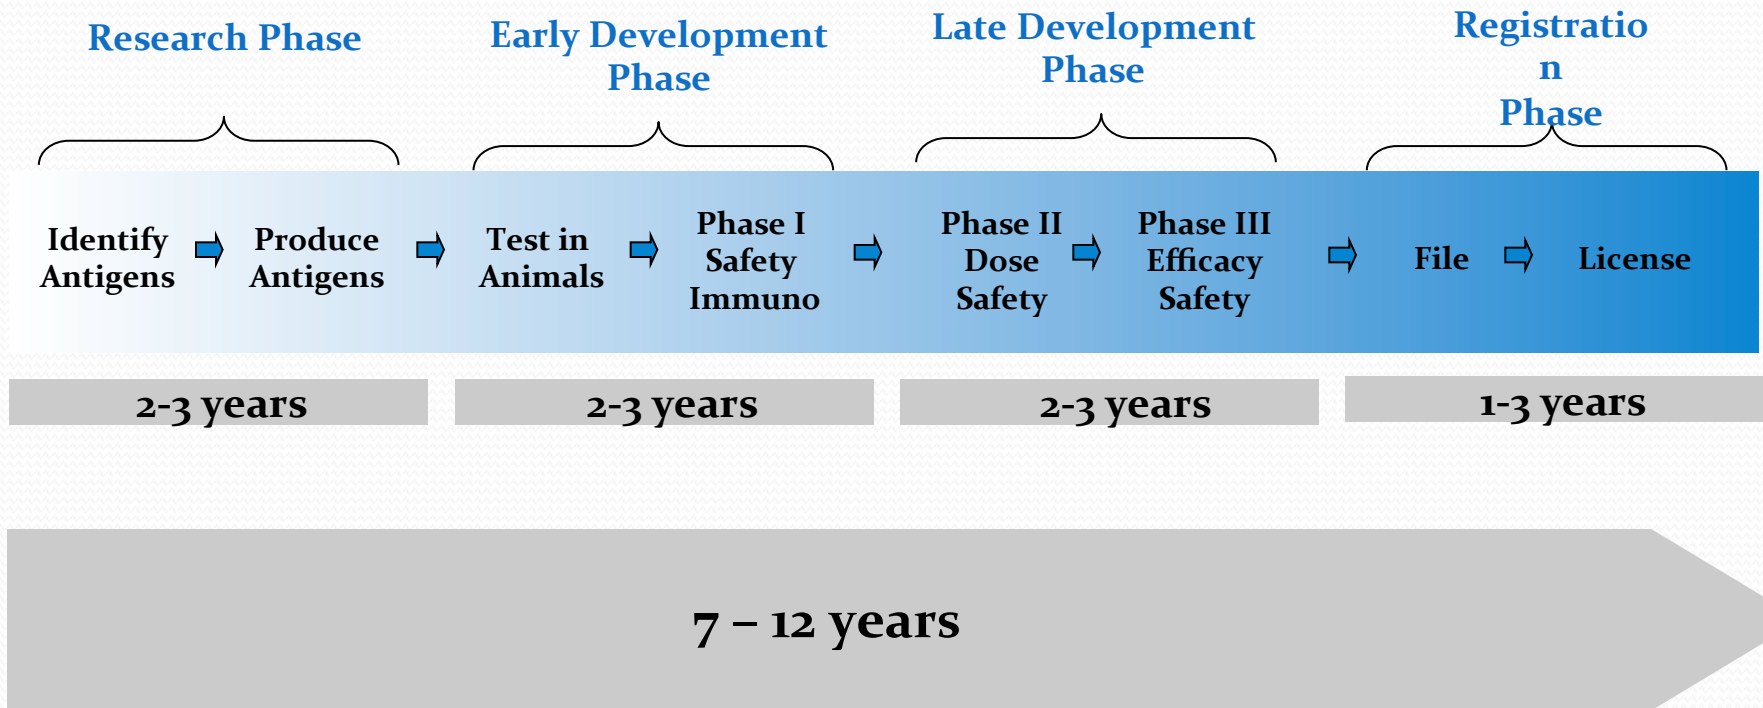 Research Phase
Early Development
Phase
Late Development
Phase
Registratio
n
Phase
Identify
Antigens
Produce
Antigens
Test in
Animals
Phase I
Safety
Immuno
Phase II
Dose
Safety
Phase III
Efficacy
Safety
File
License
2-3 years
2-3 years
2-3 years
1-3 years
7 – 12 years